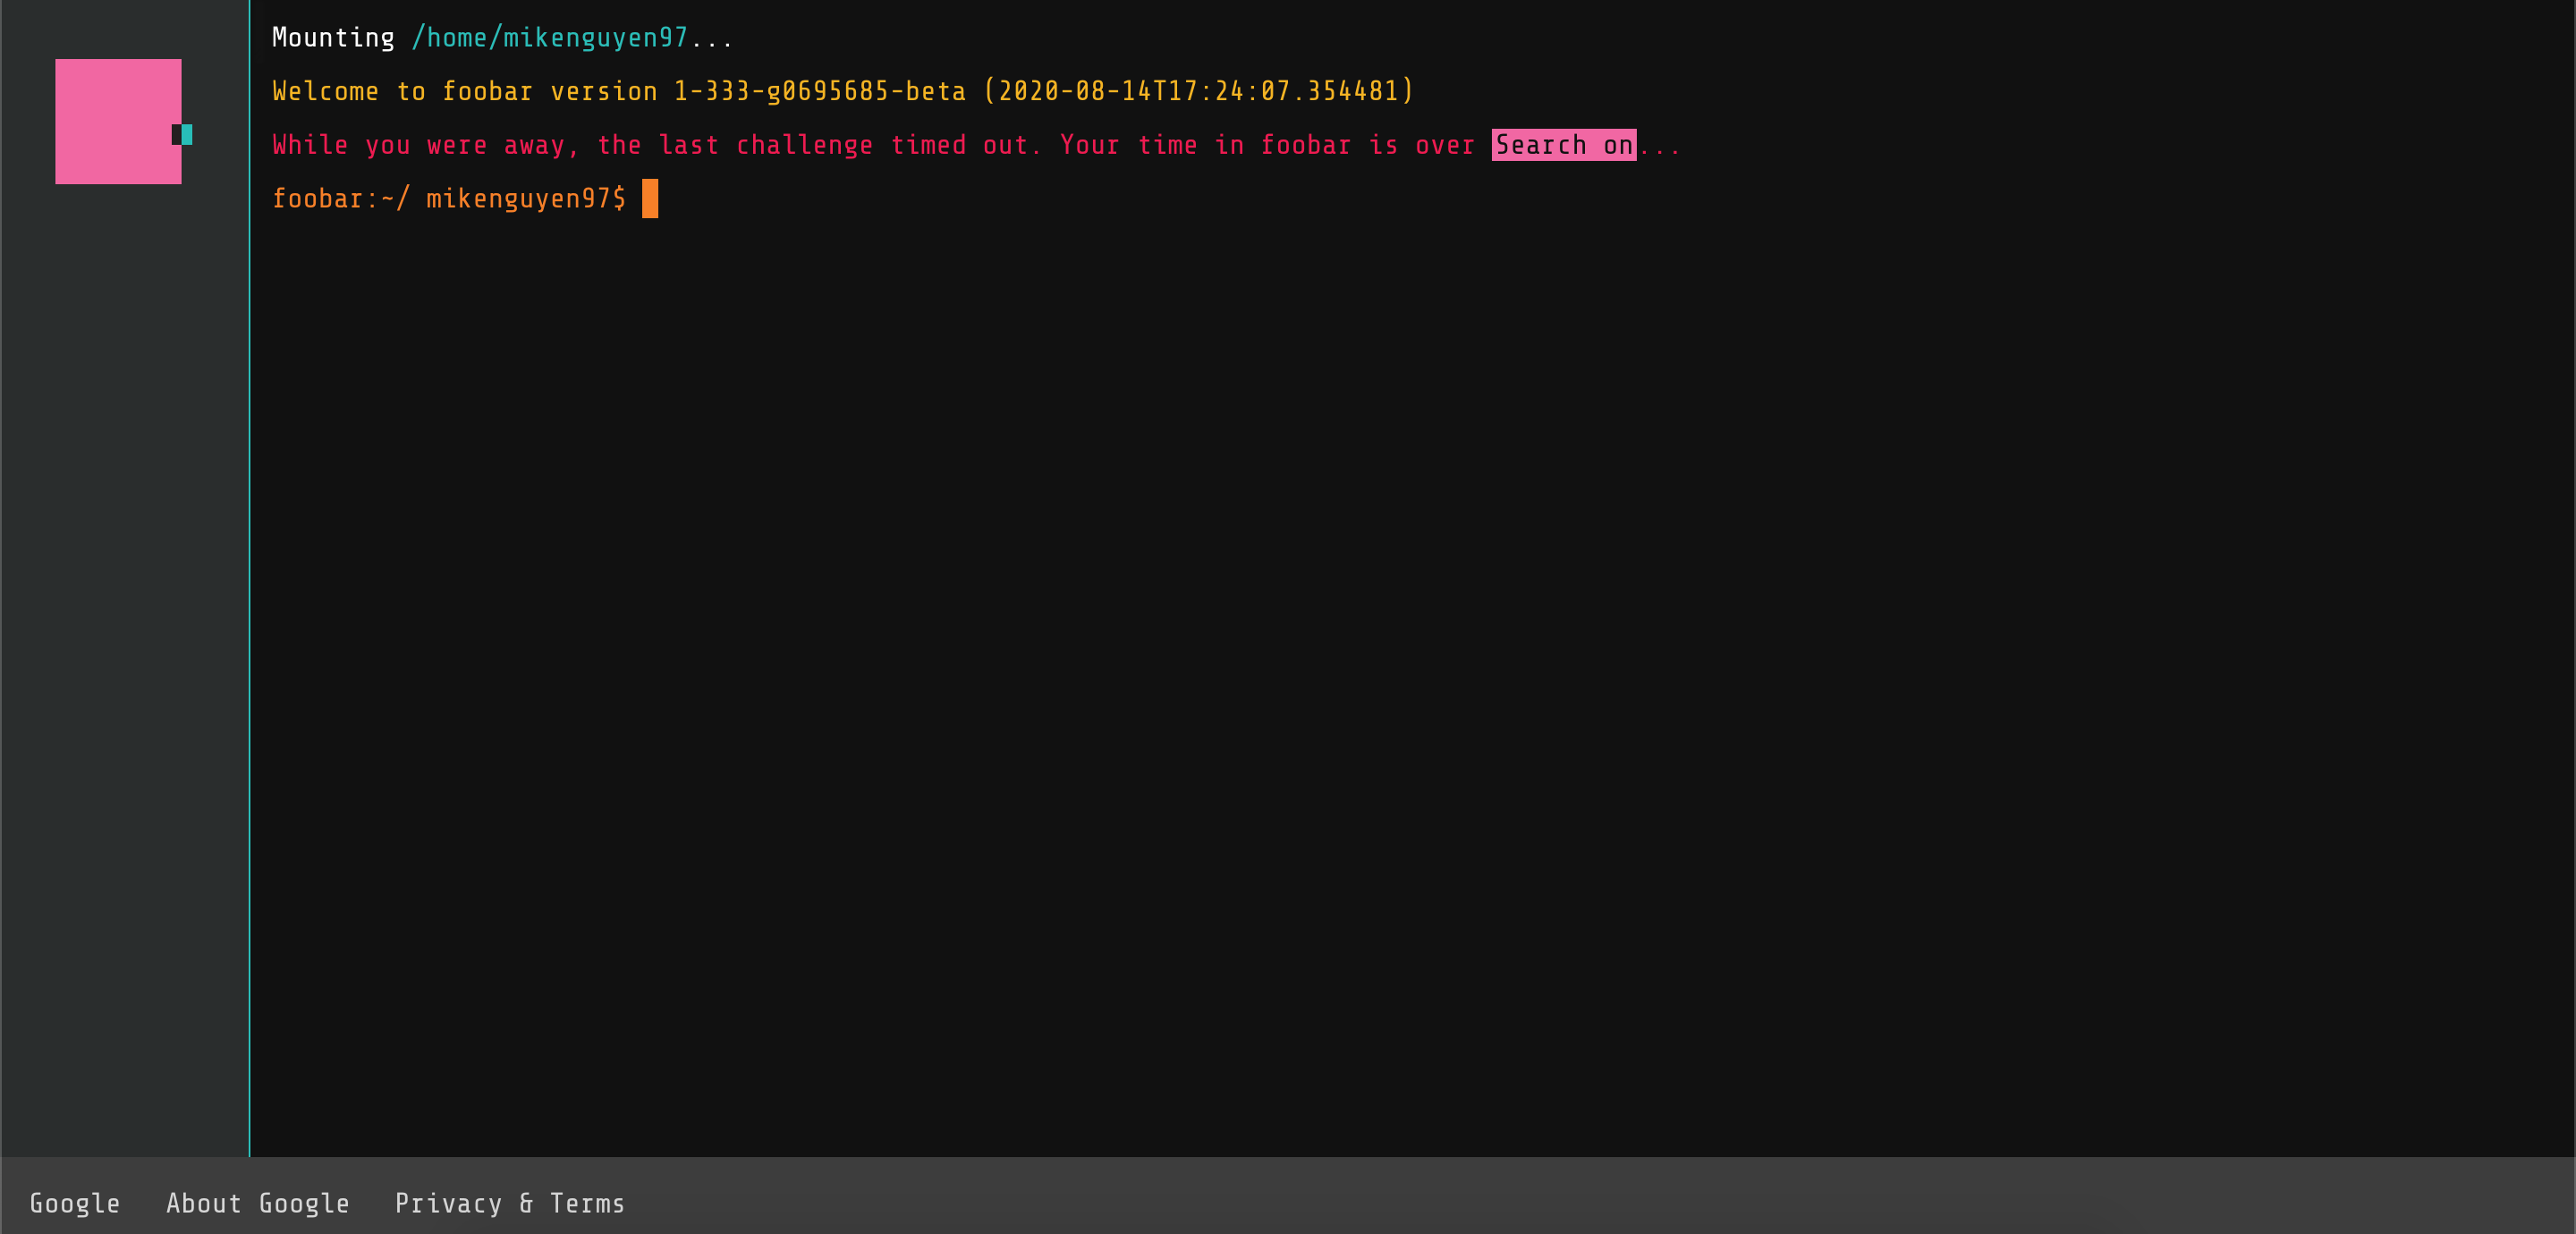 Mounting /home/mikenguyen97...
Welcome to foobar version 1-333-g0695685-beta (2020-08-14T17:24:07.354481)
While you were away, the last challenge timed out. Your time in foobar is over Search on...
foobar:~/ mikenguyen97$
Google About Google Privacy & Terms